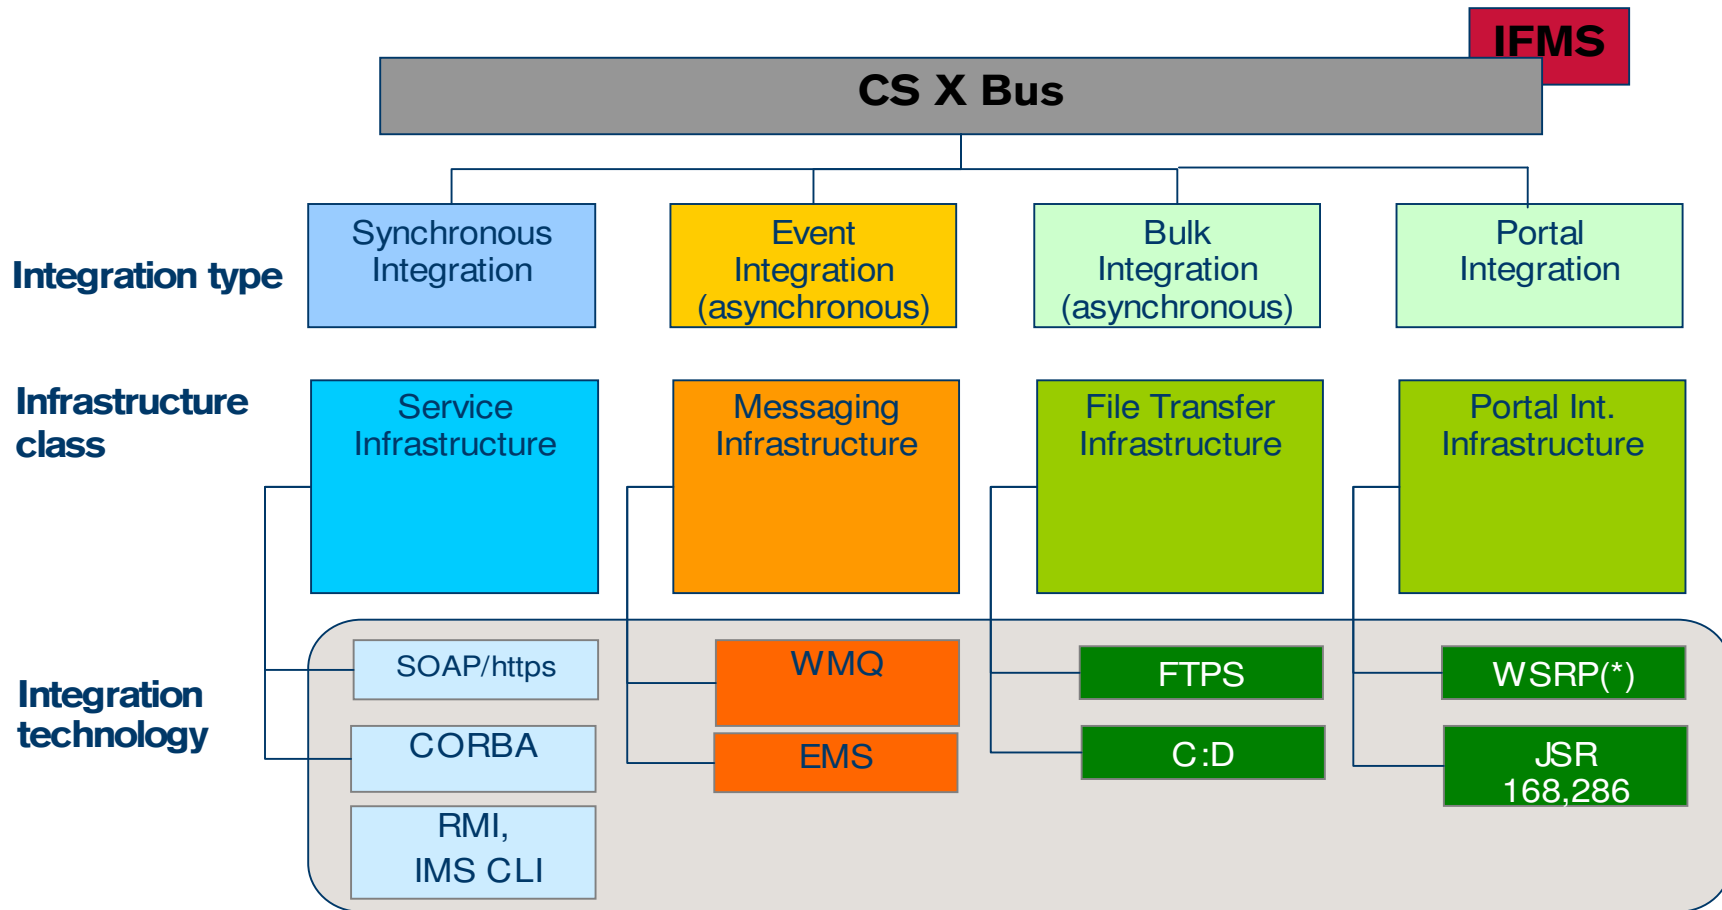 IFMS
CS X Bus
Integration type
Synchronous
Integration
Event
Integration
(asynchronous)
Bulk
Integration
(asynchronous)
Portal
Integration
Infrastructure
class
Service
Infrastructure
Messaging
Infrastructure
File Transfer
Infrastructure
Portal Int.
Infrastructure
Integration
technology
SOAP/https
CORBA
RMI,
IMS CLI
WMQ
EMS
FTPS
C:D
WSRP(*)
JSR
168,286